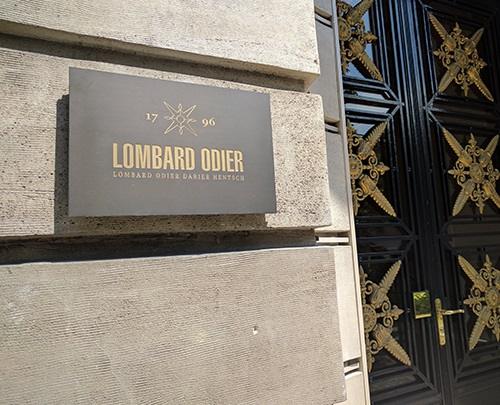 17 96
LOMBARD ODIER
LOMBARD ODIER DARIER HENTSCH